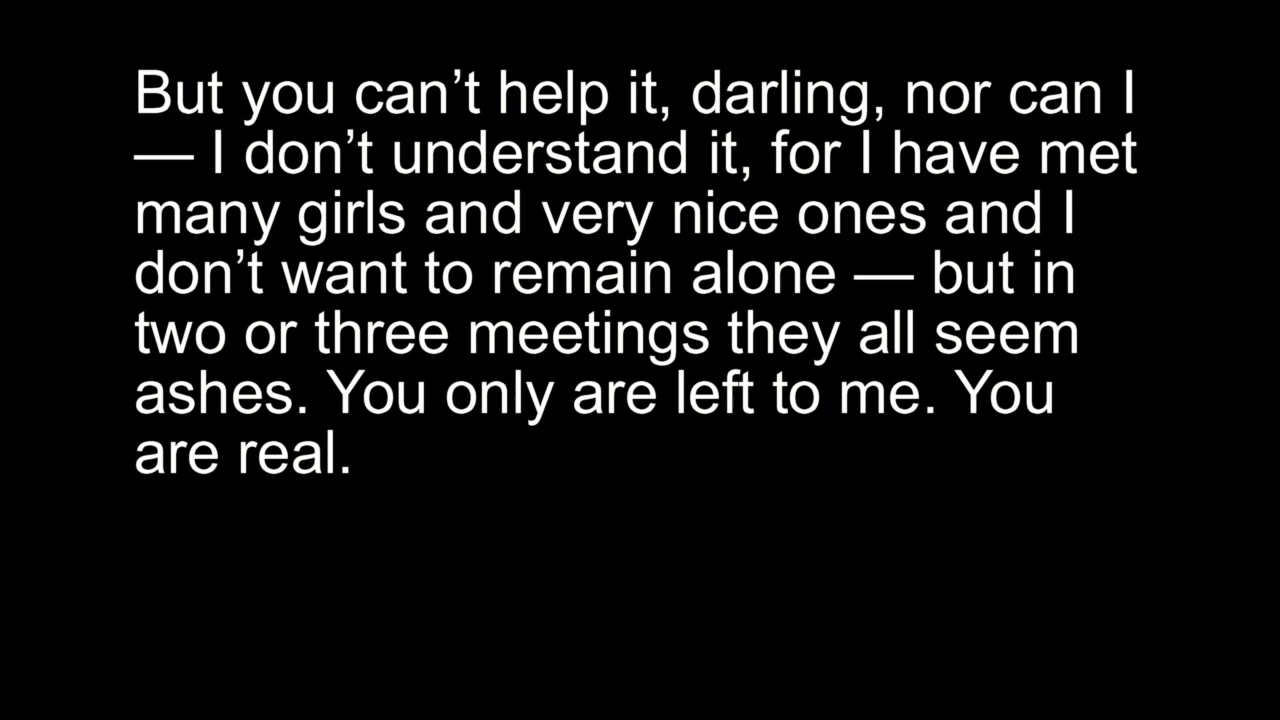 But you can’t help it, darling, nor can I
— I don’t understand it, for I have met
many girls and very nice ones and I
don’t want to remain alone — but in
two or three meetings they all seem
ashes. You only are left to me. You
are real.